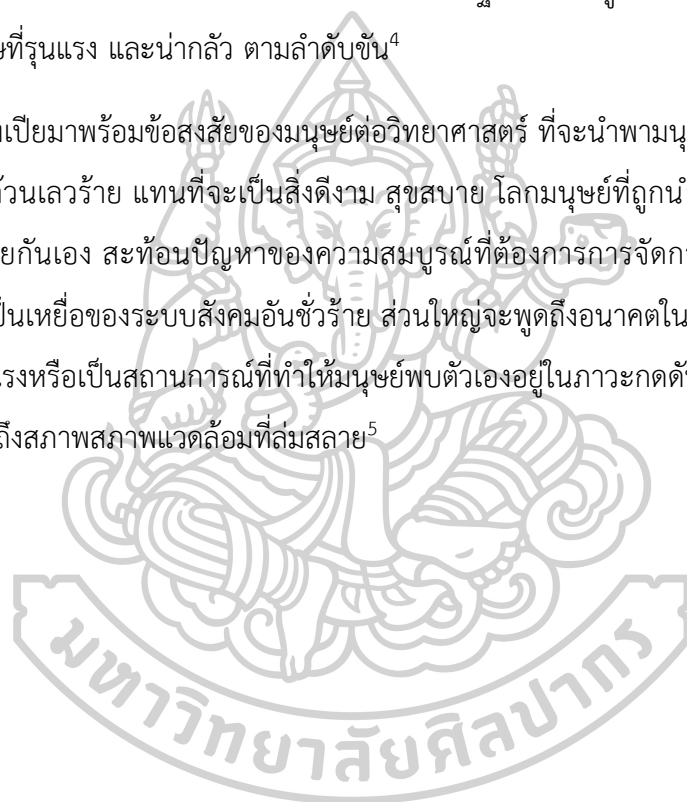 ษที่รุนแรง และน่ากลัว ตามลำดับขั้น4
เปียมาพร้อมข้อสงสัยของมนุษย์ต่อวิทยาศาสตร์ ที่จะนำพามนุ
้วนเลวร้าย แทนที่จะเป็นสิ่งดีงาม สุขสบาย โลกมนุษย์ที่ถูกน
ยกันเอง สะท้อนปัญหาของความสมบูรณ์ที่ต้องการการจัดก
ป็นเหยื่อของระบบสังคมอันชั่วร้าย ส่วนใหญ่จะพูดถึงอนาคตใน
แรงหรือเป็นสถานการณ์ที่ทำให้มนุษย์พบตัวเองอยู่ในภาวะกดดั
ถึงสภาพสภาพแวดล้อมที่ล่มสลาย5
มหาวิทยาลัยศิลปากร